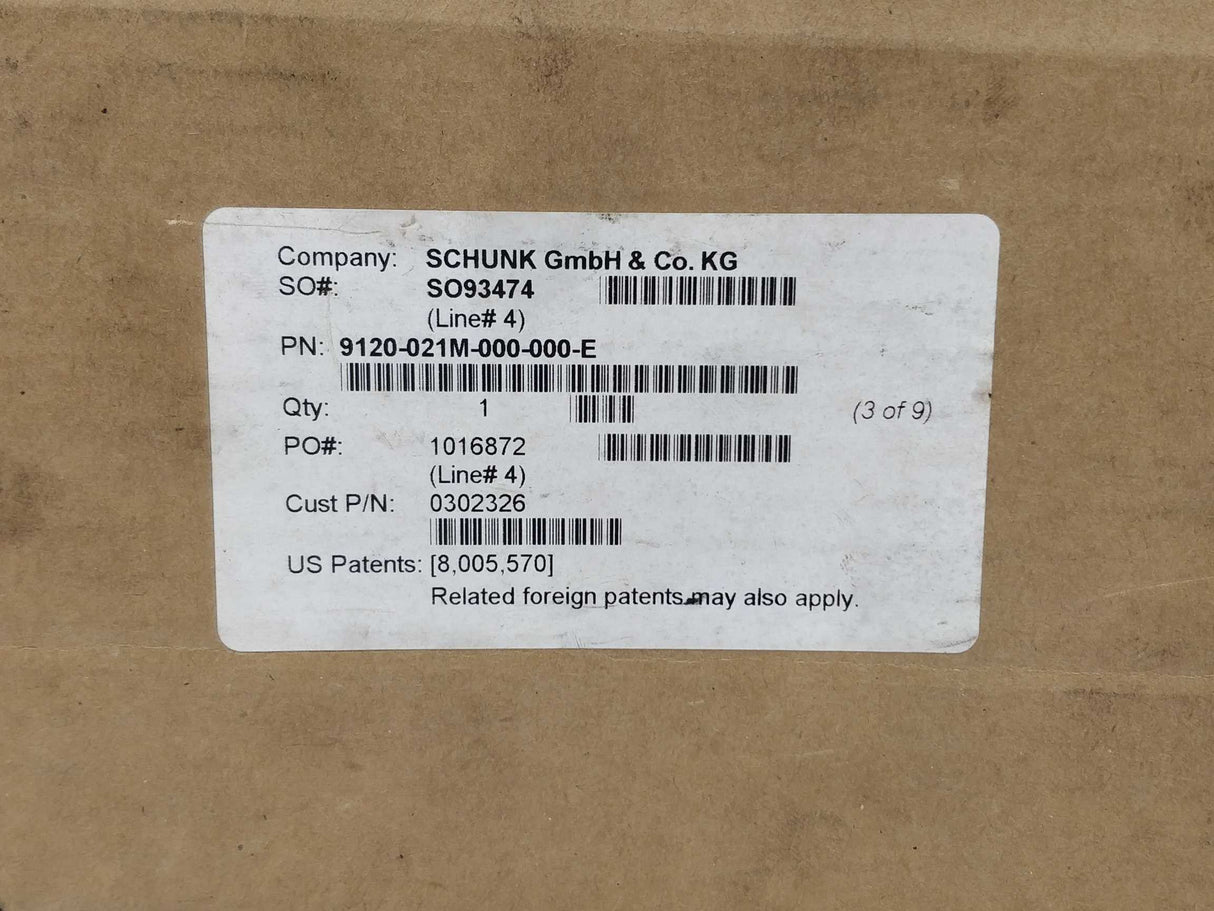 Company: SCHUNK GmbH & Co. KG
SO#: SO93474
(Line# 4)
PN: 9120-021M-000-000-E
Qty: 1 (3 of 9)
PO#: 1016872
(Line# 4)
Cust P/N: 0302326
US Patents: [8,005,570]
Related foreign patents may also apply.